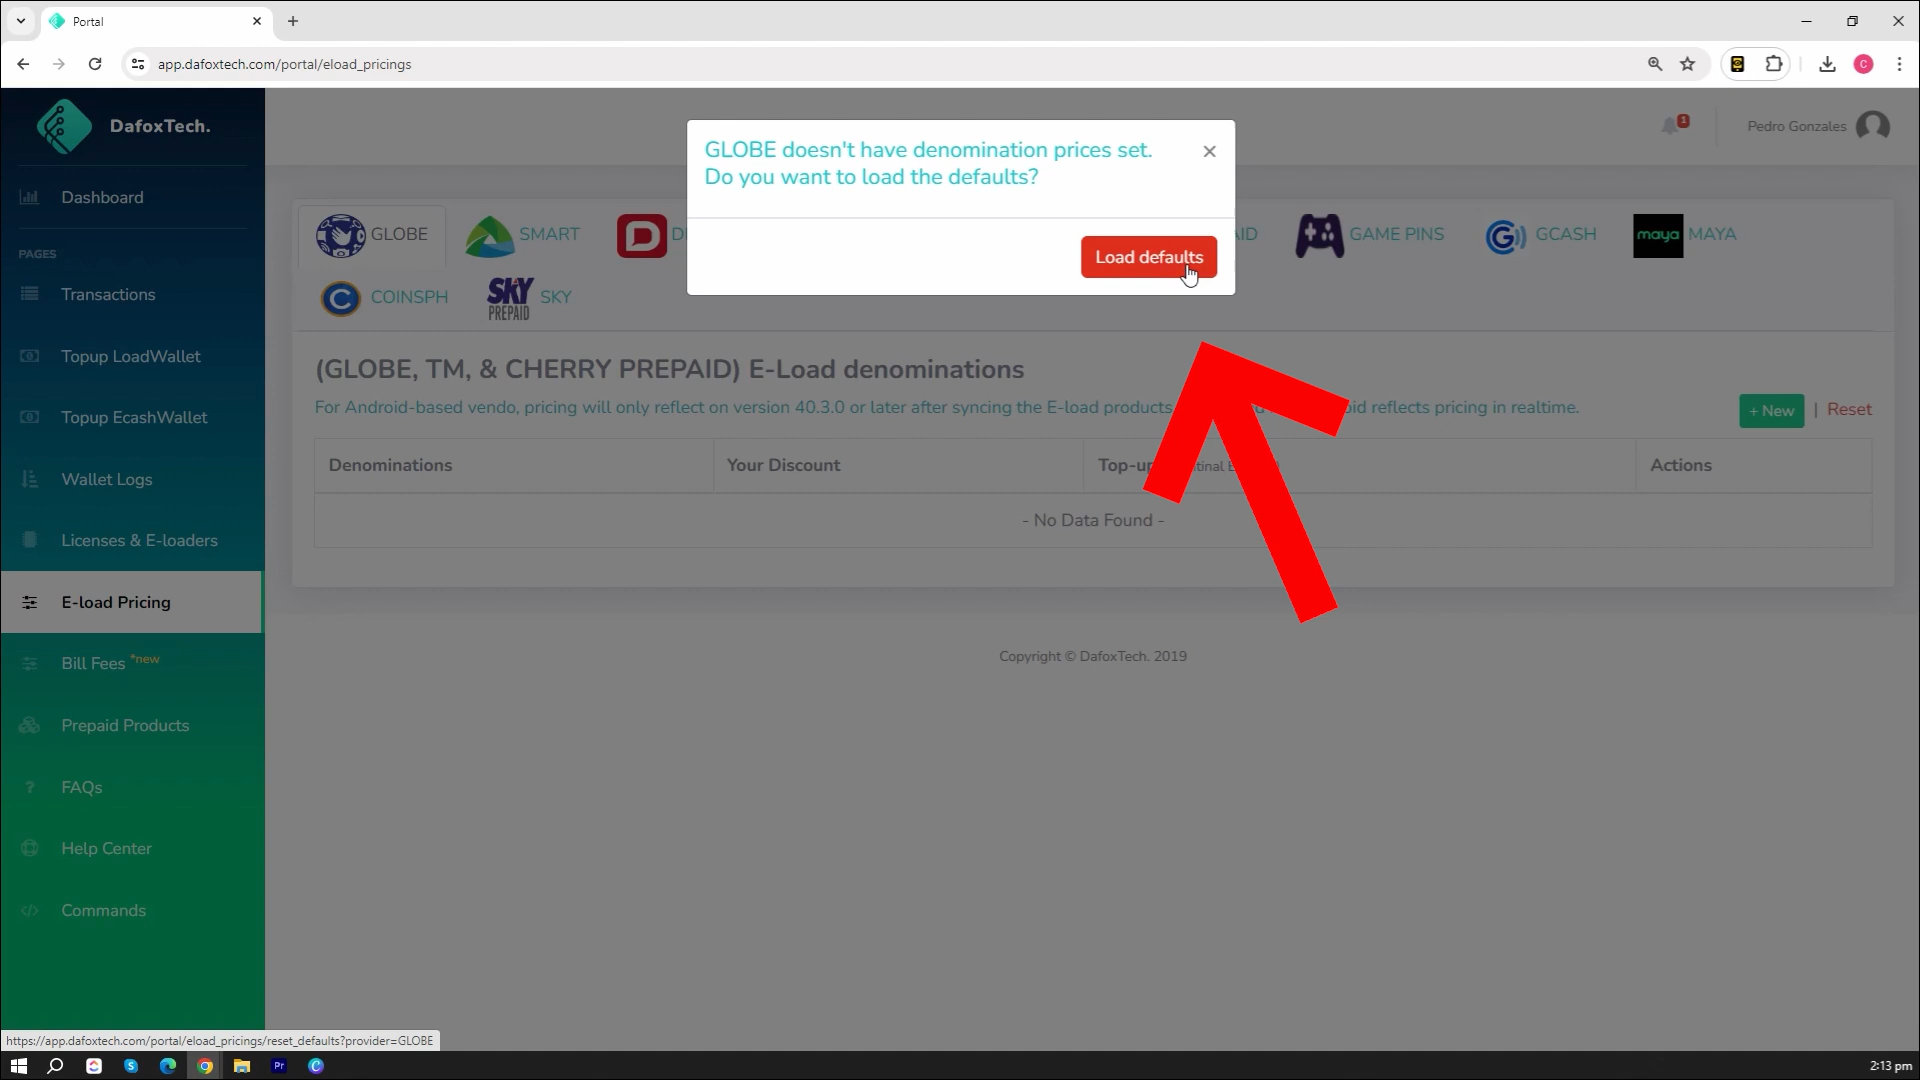 Portal
app.dafoxtech.com/portal/eload_pricings
C
DafoxTech.
1
Pedro Gonzales
GLOBE doesn't have denomination prices set.
Do you want to load the defaults?
Load defaults
Dashboard
PAGES
Transactions
Topup LoadWallet
Topup EcashWallet
Wallet Logs
Licenses & E-loaders
E-load Pricing
Bill Fees *new
Prepaid Products
FAQs
Help Center
Commands
GLOBE
SMART
GAME PINS
GCASH
maya MAYA
COINSPH
SKY PREPAID SKY
(GLOBE, TM, & CHERRY PREPAID) E-Load denominations
For Android-based vendo, pricing will only reflect on version 40.3.0 or later after syncing the E-load products reflects pricing in realtime.
+ New | Reset
Denominations
Your Discount
Actions
- No Data Found -
Copyright © DafoxTech. 2019
https://app.dafoxtech.com/portal/eload_pricings/reset_defaults?provider=GLOBE
Pr
2:13 pm